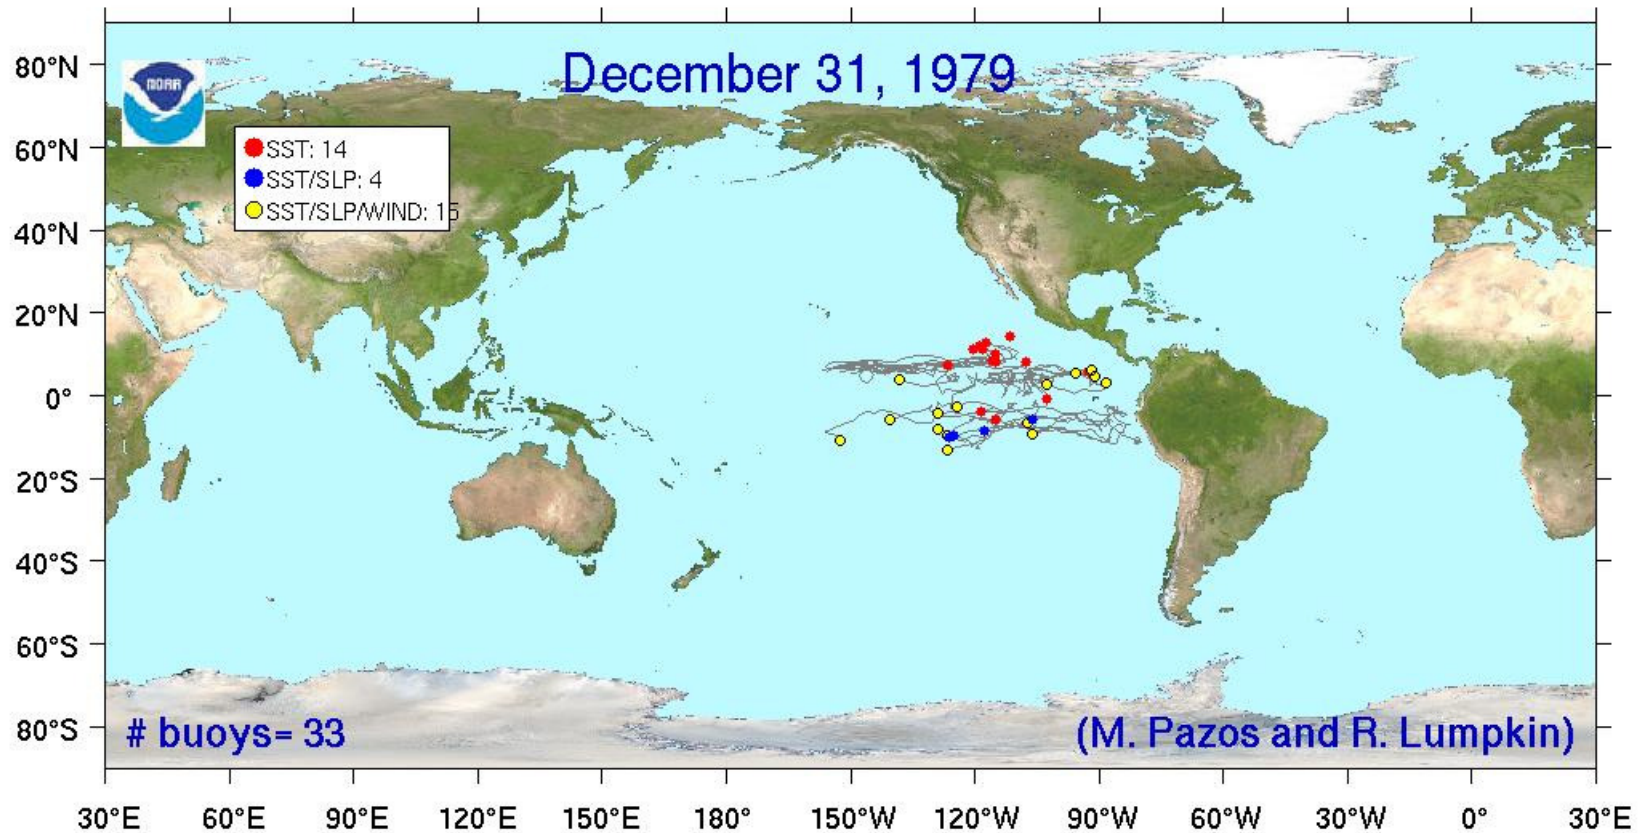 December 31, 1979
NOAA
SST: 14
SST/SLP: 4
SST/SLP/WIND: 15
80°N
60°N
40°N
20°N
0°
20°S
40°S
60°S
80°S
# buoys= 33
(M. Pazos and R. Lumpkin)
30°E
60°E
90°E
120°E
150°E
180°
150°W
120°W
90°W
60°W
30°W
0°
30°E